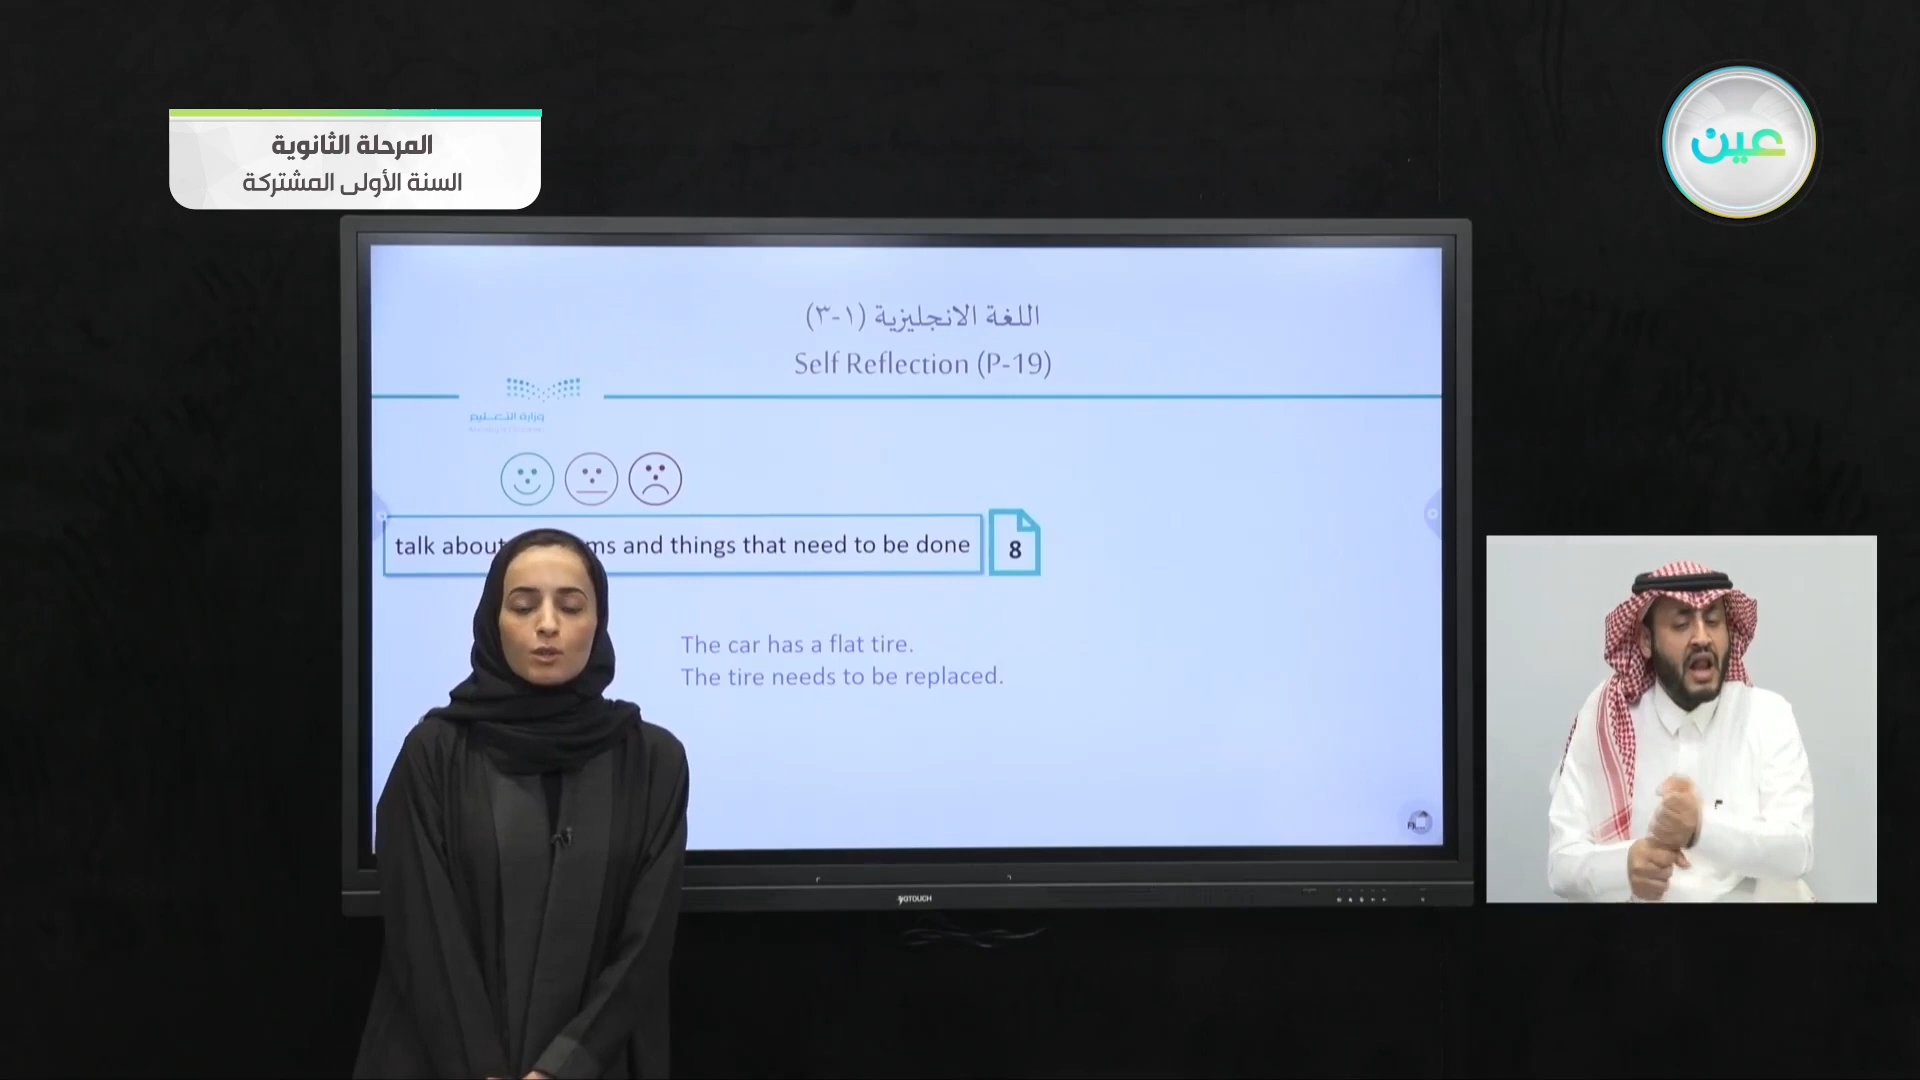 المرحلة الثانوية
السنة الأولى المشتركة
عين
اللغة الانجليزية (١-٣)
Self Reflection (P-19)
وزارة التعليم
talk about ms and things that need to be done
8
The car has a flat tire.
The tire needs to be replaced.
YOTOUCH